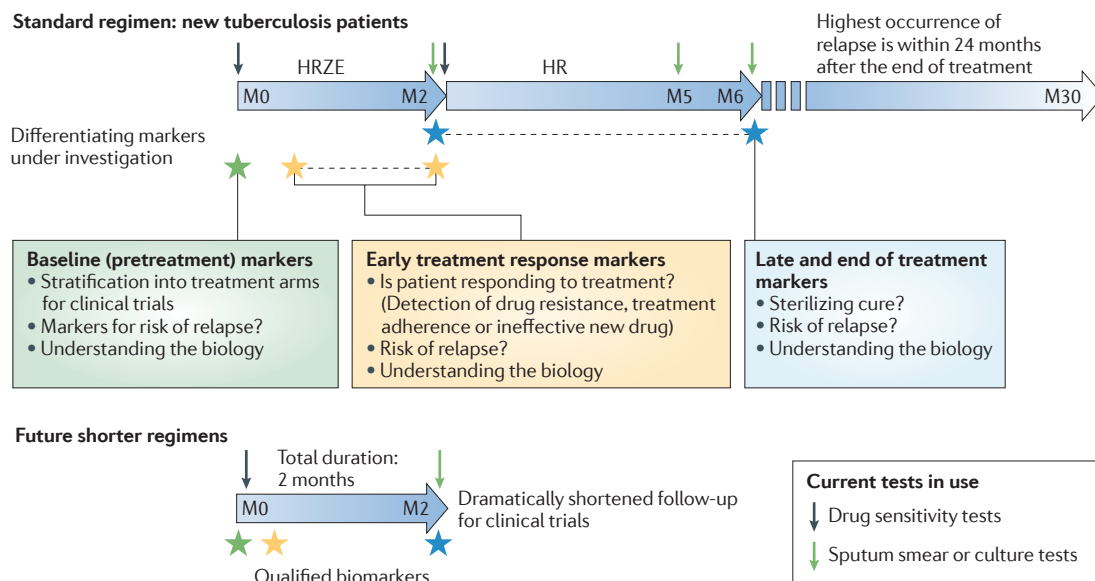 Standard regimen: new tuberculosis patients
Highest occurrence of
relapse is within 24 months
after the end of treatment
HRZE
HR
M0
M2
M5
M6
M30
Differentiating markers
under investigation
Baseline (pretreatment) markers
• Stratification into treatment arms
for clinical trials
• Markers for risk of relapse?
• Understanding the biology
Early treatment response markers
• Is patient responding to treatment?
(Detection of drug resistance, treatment
adherence or ineffective new drug)
• Risk of relapse?
• Understanding the biology
Late and end of treatment
markers
• Sterilizing cure?
• Risk of relapse?
• Understanding the biology
Future shorter regimens
Total duration:
2 months
M0
M2
Dramatically shortened follow-up
for clinical trials
Qualified biomarkers
Current tests in use
Drug sensitivity tests
Sputum smear or culture tests